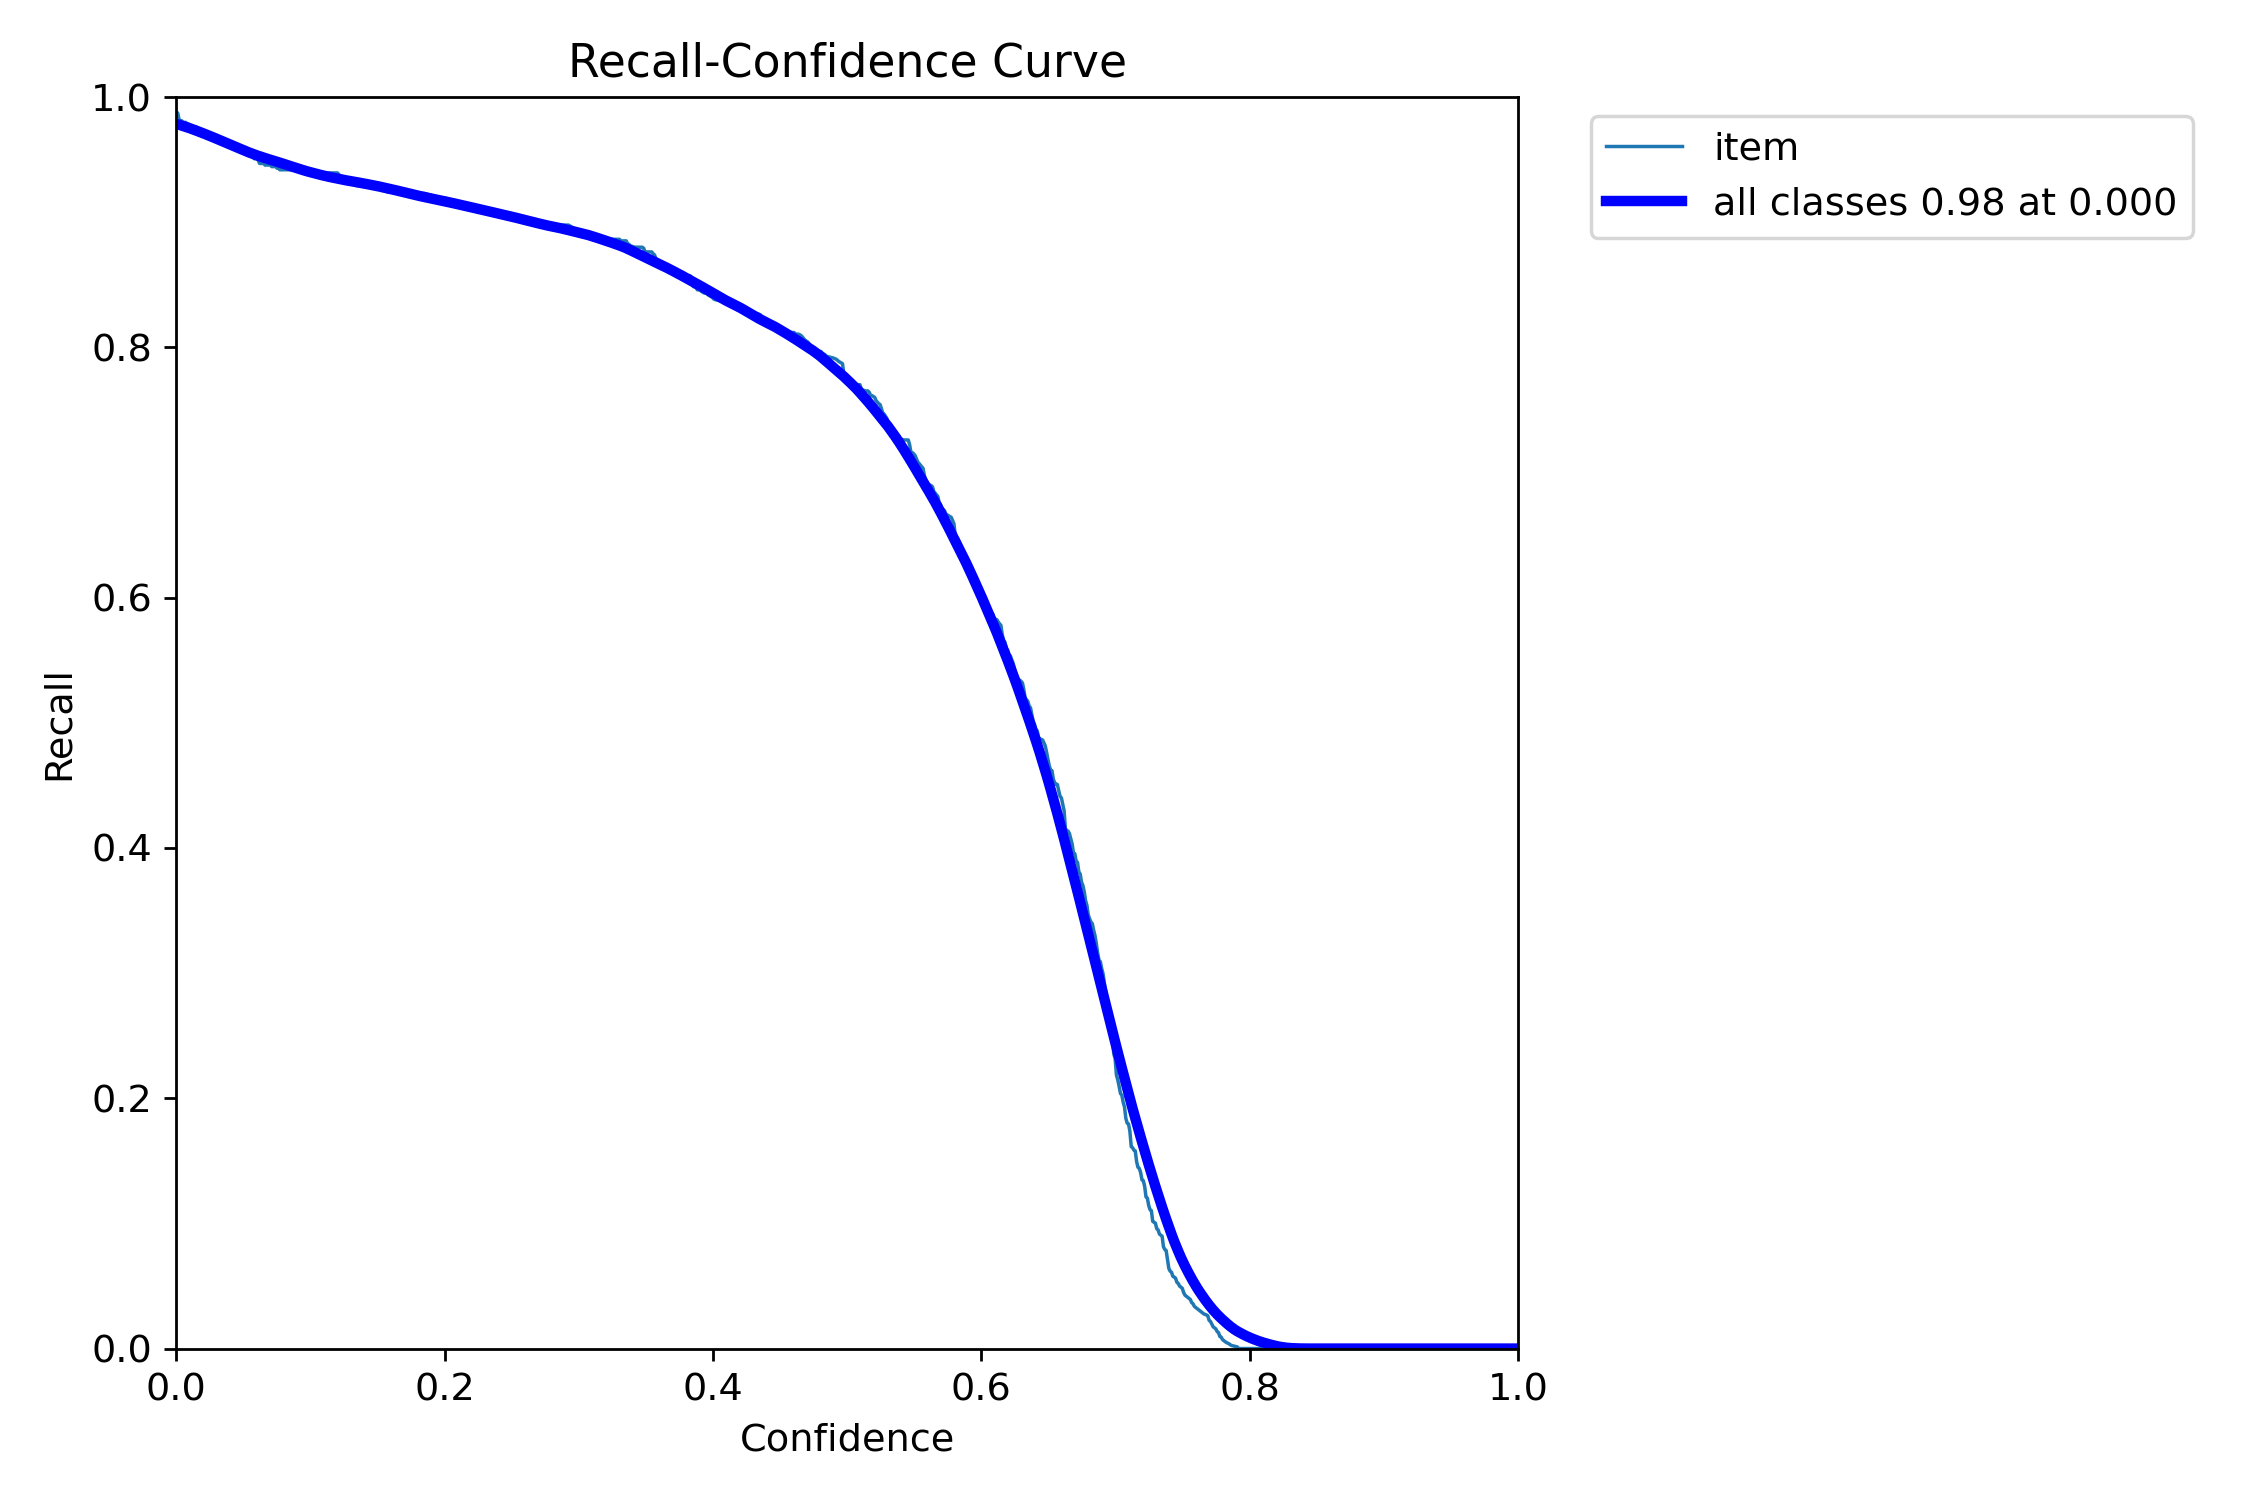 Recall-Confidence Curve
item
all classes 0.98 at 0.000
1.0
0.8
0.6
0.4
0.2
0.0
Recall
0.0 0.2 0.4 0.6 0.8 1.0
Confidence